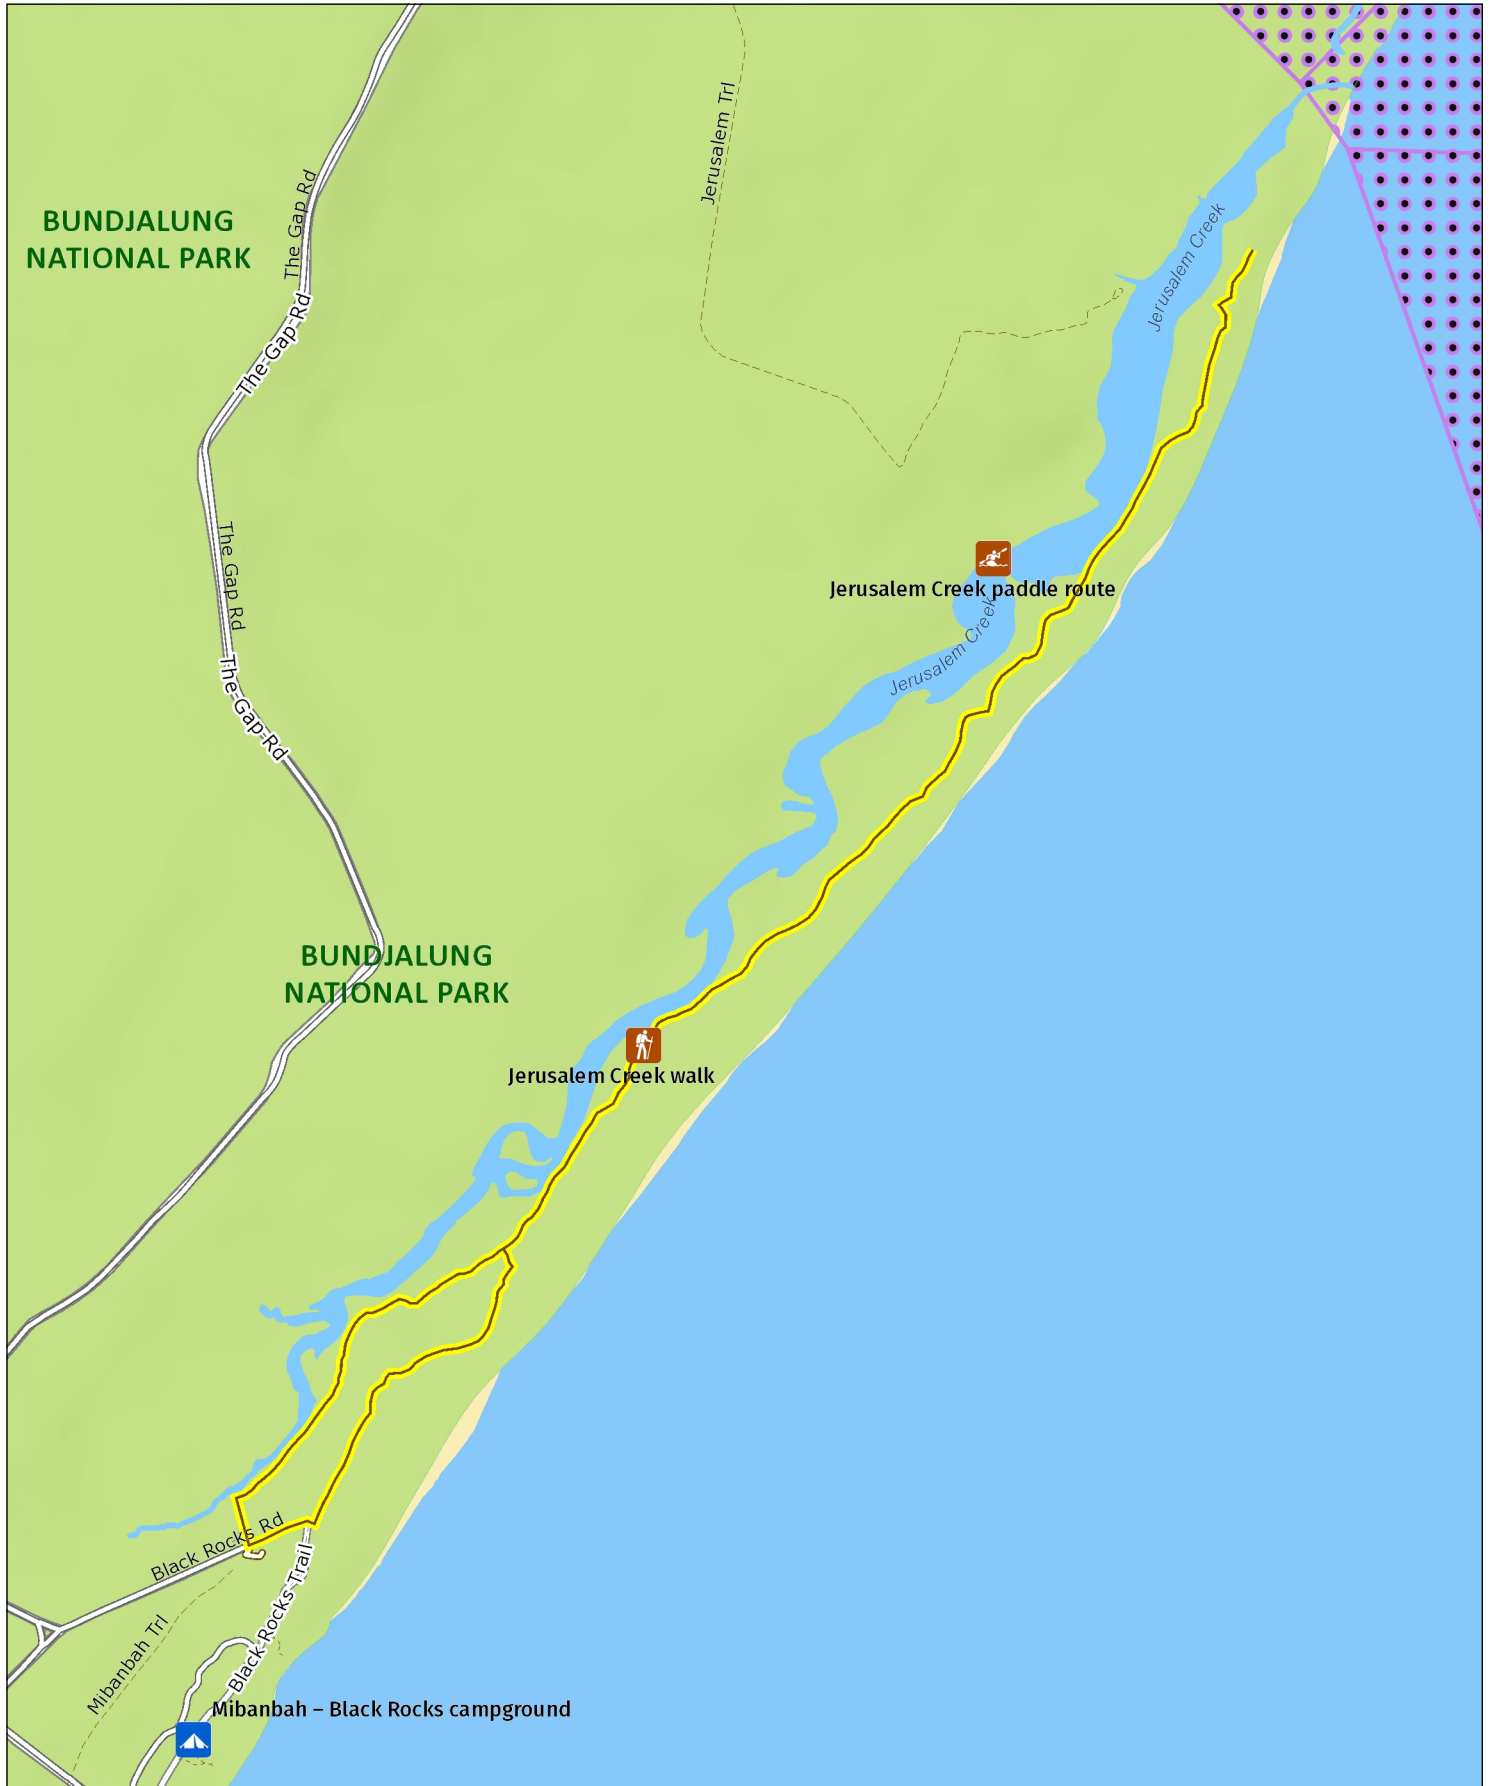 Jerusalem Trl
The Gap Rd
BUNDJALUNG
NATIONAL PARK
Jerusalem Creek
The Gap Rd
The Gap Rd
Jerusalem Creek paddle route
Jerusalem Creek
The Gap Rd
BUNDJALUNG
NATIONAL PARK
Jerusalem Creek walk
Black Rocks Rd
Black Rocks Trail
Mibanbah Trl
Mibanbah – Black Rocks campground